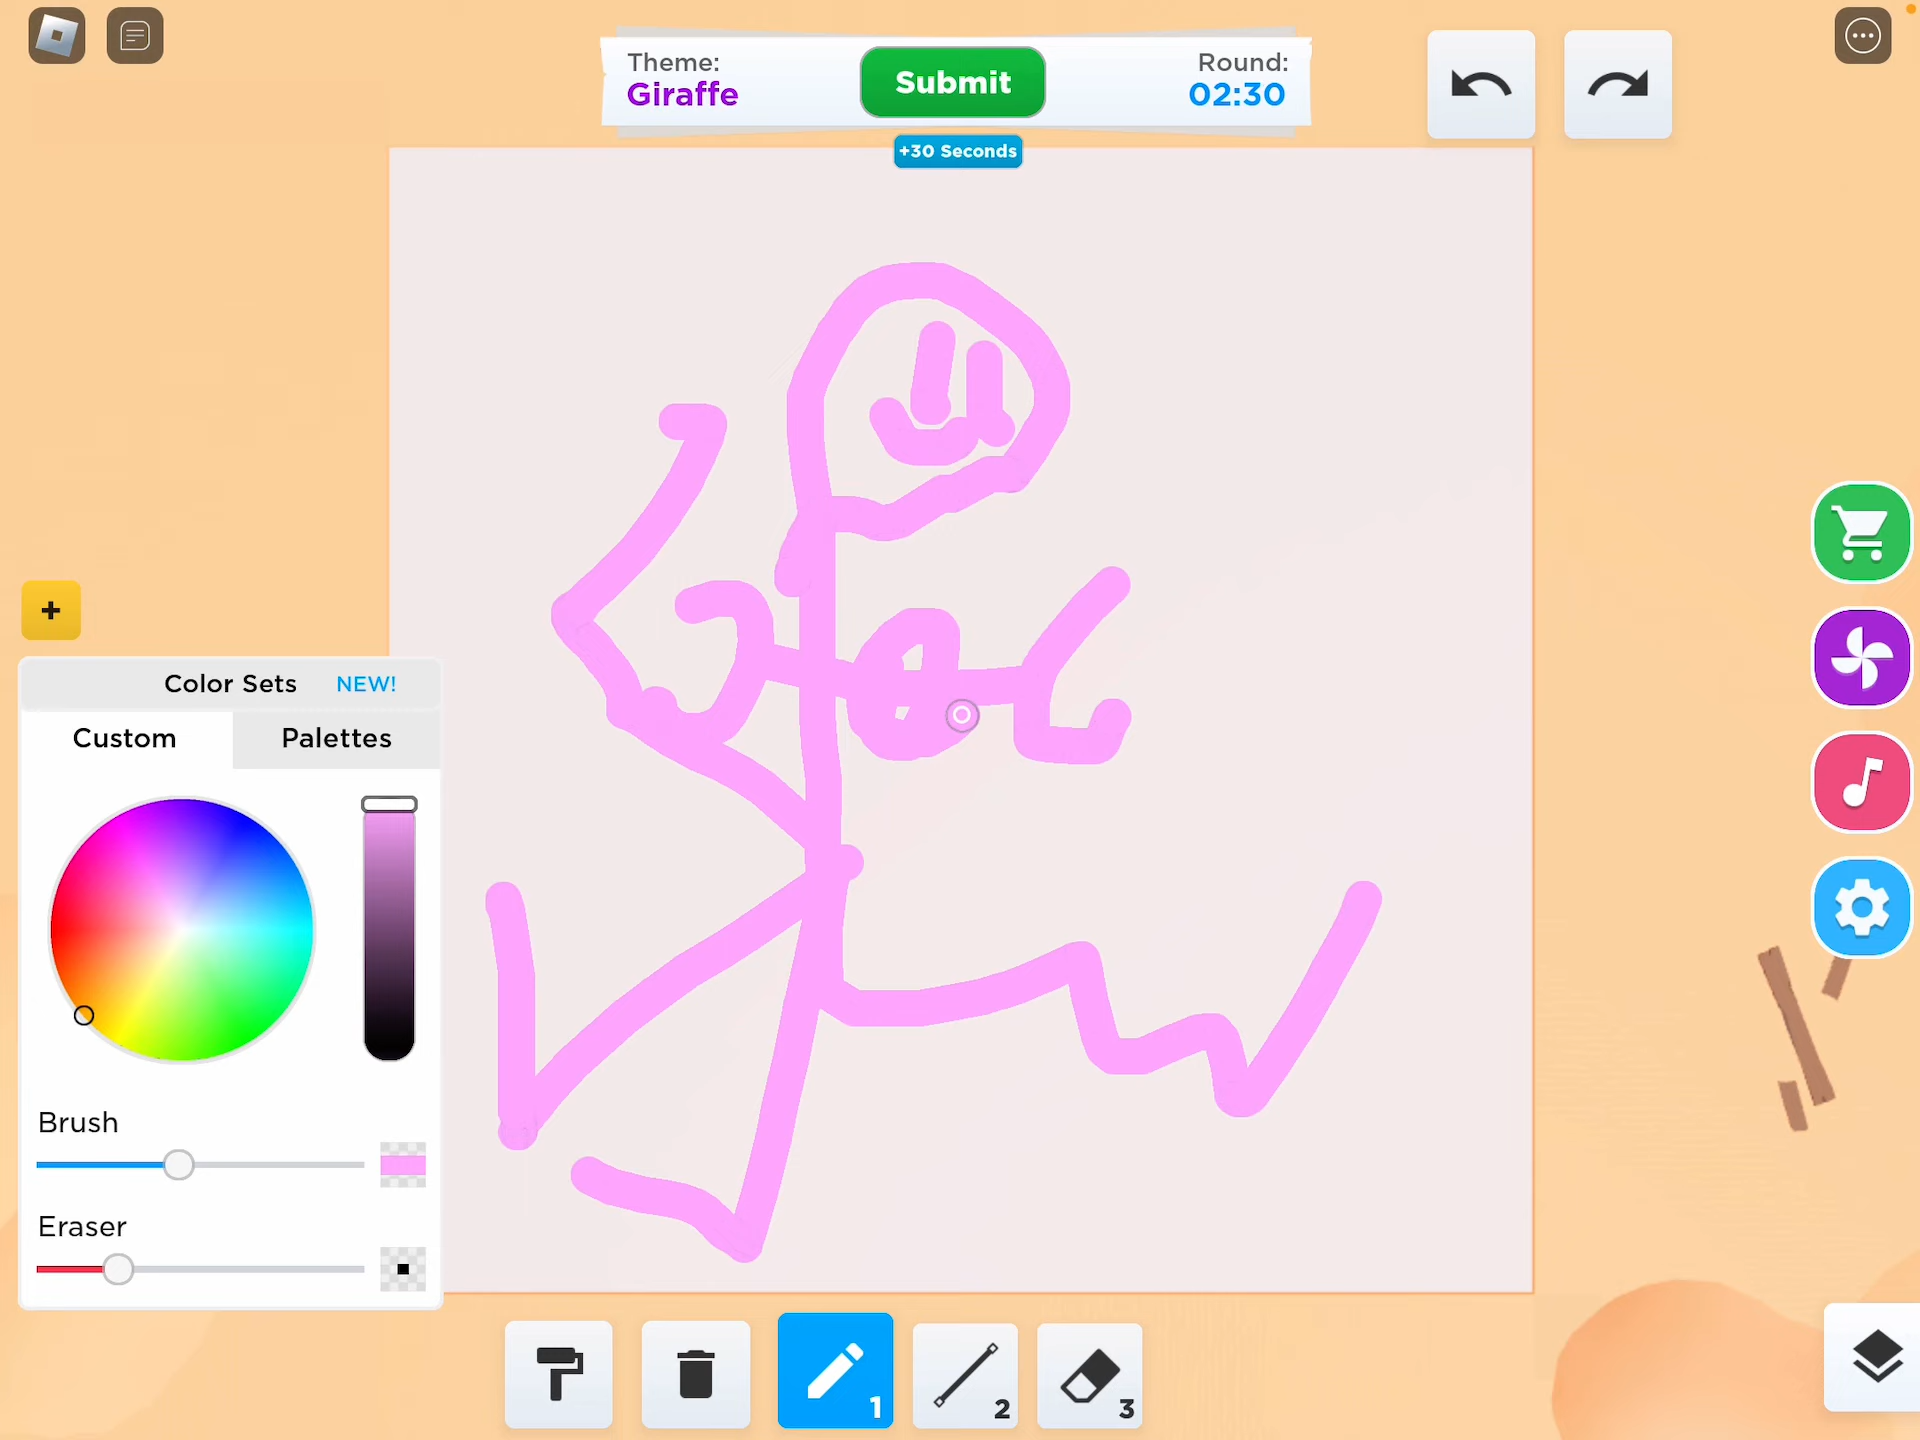 Theme:
Giraffe
Submit
Round:
02:30
+30 Seconds
+
Color Sets NEW!
Custom Palettes
Brush
Eraser
1
2
3